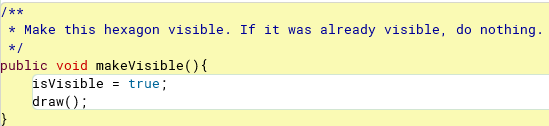 /**
 * Make this hexagon visible. If it was already visible, do nothing.
 */
public void makeVisible(){
    isVisible = true;
    draw();
}